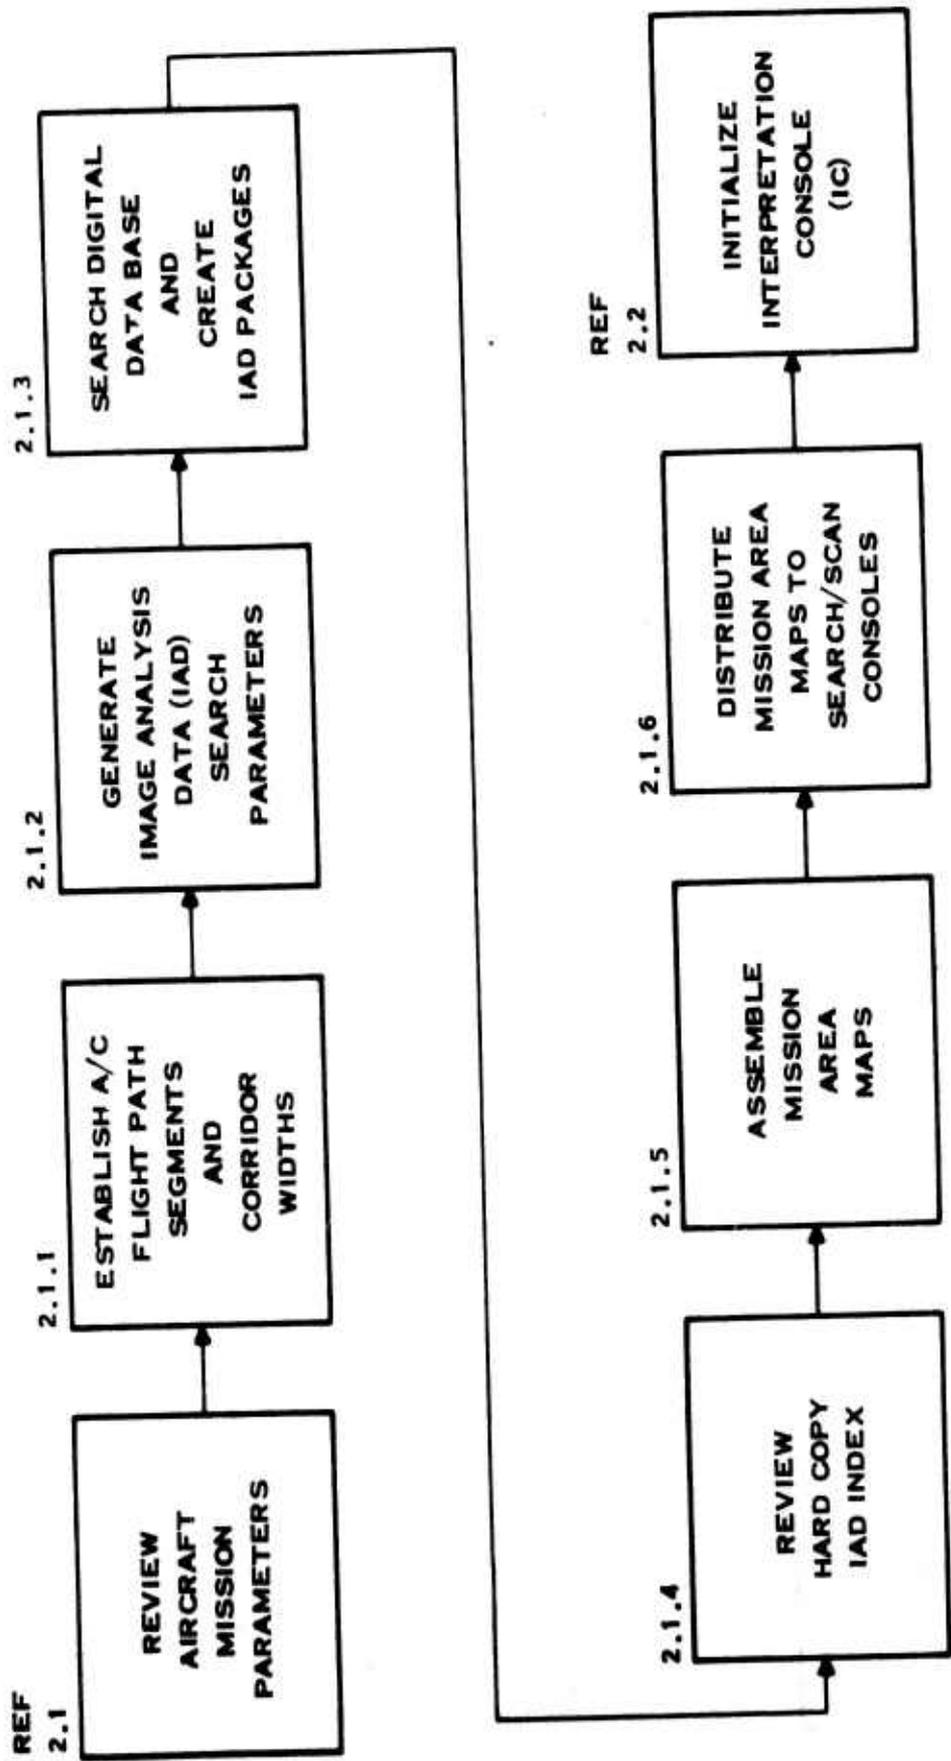 REF
2.1
REVIEW
AIRCRAFT
MISSION
PARAMETERS
2.1.1
ESTABLISH A/C
FLIGHT PATH
SEGMENTS
AND
CORRIDOR
WIDTHS
2.1.2
GENERATE
IMAGE ANALYSIS
DATA (IAD)
SEARCH
PARAMETERS
2.1.3
SEARCH DIGITAL
DATA BASE
AND
CREATE
IAD PACKAGES
2.1.4
REVIEW
HARD COPY
IAD INDEX
2.1.5
ASSEMBLE
MISSION
AREA
MAPS
2.1.6
DISTRIBUTE
MISSION AREA
MAPS TO
SEARCH/SCAN
CONSOLES
REF
2.2
INITIALIZE
INTERPRETATION
CONSOLE
(IC)